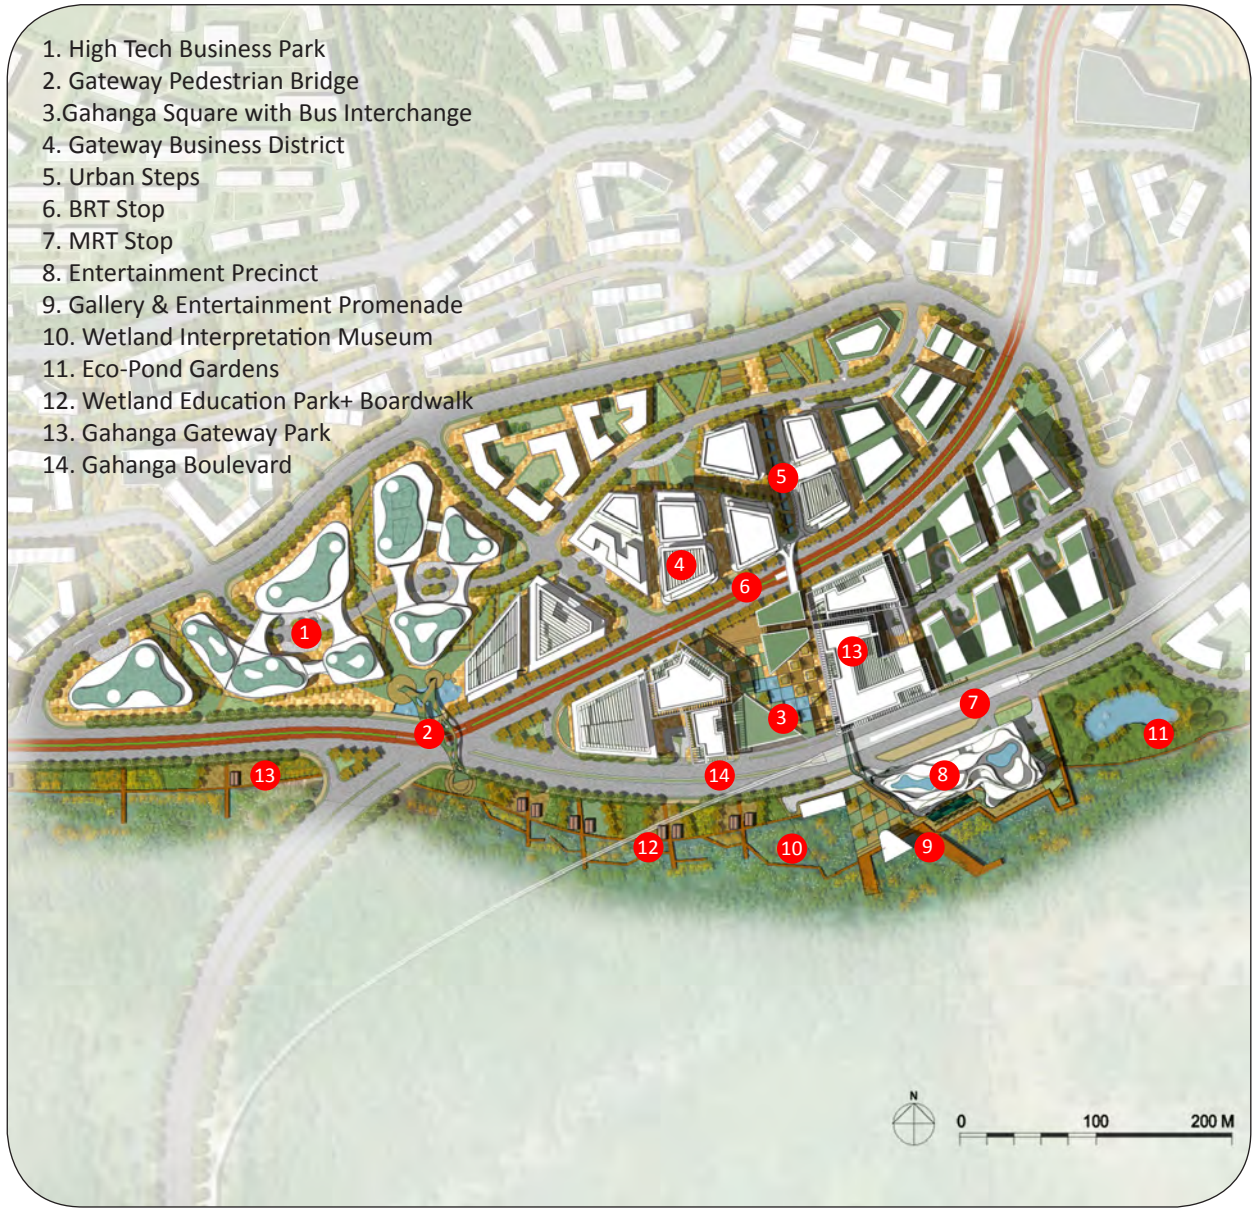 1. High Tech Business Park
2. Gateway Pedestrian Bridge
3.Gahanga Square with Bus Interchange
4. Gateway Business District
5. Urban Steps
6. BRT Stop
7. MRT Stop
8. Entertainment Precinct
9. Gallery & Entertainment Promenade
10. Wetland Interpretation Museum
11. Eco-Pond Gardens
12. Wetland Education Park+ Boardwalk
13. Gahanga Gateway Park
14. Gahanga Boulevard
5
4
6
1
13
7
3
2
11
13
14
8
12
10
9
N
0 100 200 M